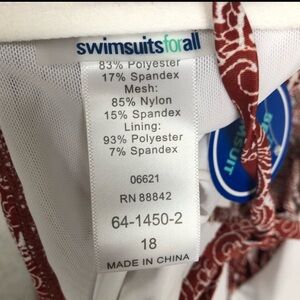 swimsuitsforall
83% Polyester
17% Spandex
Mesh:
85% Nylon
15% Spandex
Lining:
93% Polyester
7% Spandex
06621
RN 88842
64-1450-2
18
MADE IN CHINA